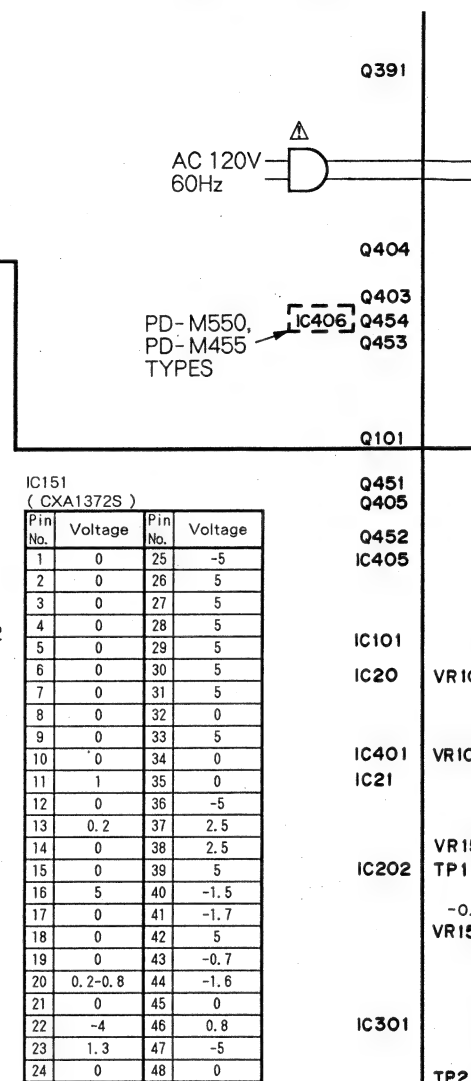 Q391
AC 120V
60Hz
Q404
Q403
IC406 Q454
Q453
PD-M550,
PD-M455
TYPES
Q101
IC151
( CXA1372S )
Pin No. Voltage Pin No. Voltage
1 0 25 -5
2 0 26 5
3 0 27 5
4 0 28 5
5 0 29 5
6 0 30 5
7 0 31 5
8 0 32 0
9 0 33 5
10 0 34 0
11 1 35 0
12 0 36 -5
13 0.2 37 2.5
14 0 38 2.5
15 0 39 5
16 5 40 -1.5
17 0 41 -1.7
18 0 42 5
19 0 43 -0.7
20 0.2-0.8 44 -1.6
21 0 45 0
22 -4 46 0.8
23 1.3 47 -5
24 0 48 0
Q451
Q405
Q452
IC405
IC101
IC20
IC401
IC21
IC202
IC301
TP1
TP2